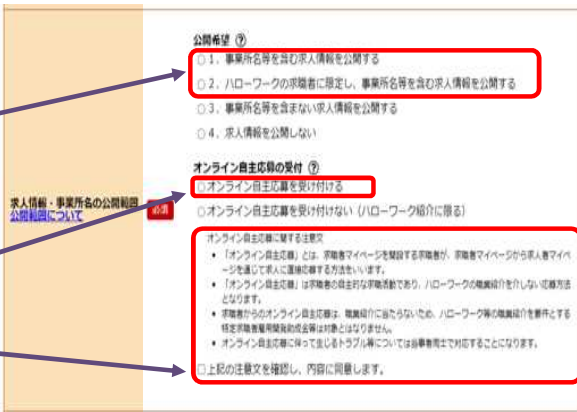 公開希望 ?
○1．事業所名等を含む求人情報を公開する
○2．ハローワークの求職者に限定し、事業所名等を含む求人情報を公開する
○3．事業所名等を含まない求人情報を公開する
○4．求人情報を公開しない
オンライン自主応募の受付 ?
○オンライン自主応募を受け付ける
○オンライン自主応募を受け付けない（ハローワーク紹介に限る）
求人情報・事業所名の公開範囲
公開範囲について
必須
オンライン自主応募に関する注意文
• 「オンライン自主応募」とは、求職者マイページを開設する求職者が、求職者マイページから求人者マイペ
ージを通じて求人に直接応募する方法をいいます。
• 「オンライン自主応募」は求職者の自主的な求職活動であり、ハローワークの職業紹介を介しない応募方法
となります。
• 求職者からのオンライン自主応募は、職業紹介に当たらないため、ハローワーク等の職業紹介を要件とする
特定求職者雇用開発助成金等は対象とはなりません。
• オンライン自主応募に伴って生じるトラブル等については当事者同士で対応することになります。
□上記の注意文を確認し、内容に同意します。